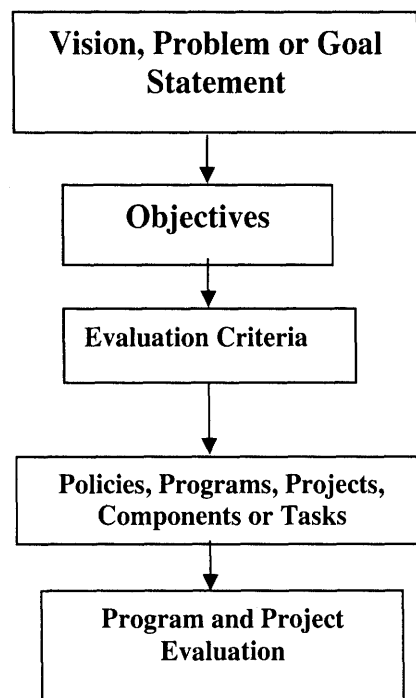 Vision, Problem or Goal
Statement
Objectives
Evaluation Criteria
Policies, Programs, Projects,
Components or Tasks
Program and Project
Evaluation